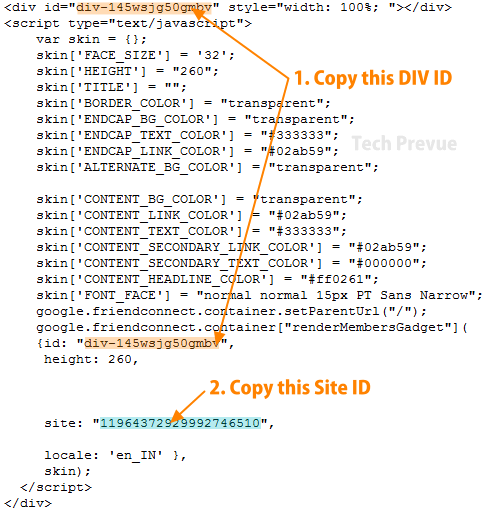 <div id="div-145wsjg50gmbv" style="width: 100%; "></div>
<script type="text/javascript">
var skin = {};
skin['FACE_SIZE'] = '32';
skin['HEIGHT'] = "260";
skin['TITLE'] = "";
skin['BORDER_COLOR'] = "transparent";
skin['ENDCAP_BG_COLOR'] = "transparent";
skin['ENDCAP_TEXT_COLOR'] = "#333333";
skin['ENDCAP_LINK_COLOR'] = "#02ab59";
skin['ALTERNATE_BG_COLOR'] = "transparent";
1. Copy this DIV ID
Tech Prevue
skin['CONTENT_BG_COLOR'] = "transparent";
skin['CONTENT_LINK_COLOR'] = "#02ab59";
skin['CONTENT_TEXT_COLOR'] = "#333333";
skin['CONTENT_SECONDARY_LINK_COLOR'] = "#02ab59";
skin['CONTENT_SECONDARY_TEXT_COLOR'] = "#000000";
skin['CONTENT_HEADLINE_COLOR'] = "#ff0261";
skin['FONT_FACE'] = "normal normal 15px PT Sans Narrow";
google.friendconnect.container.setParentUrl("/");
google.friendconnect.container["renderMembersGadget"](
{id: "div-145wsjg50gmbv",
height: 260,
2. Copy this Site ID
site: "11964372929992746510",
locale: 'en_IN' },
skin);
</script>
</div>